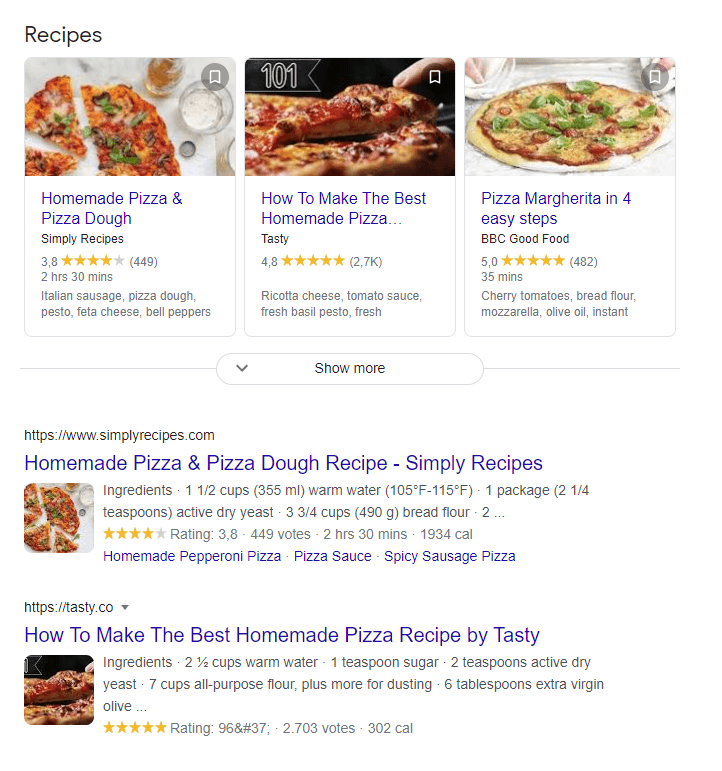 Recipes
101
Homemade Pizza &
Pizza Dough
Simply Recipes
3,8 (449)
2 hrs 30 mins
Italian sausage, pizza dough,
pesto, feta cheese, bell peppers
How To Make The Best
Homemade Pizza…
Tasty
4,8 (2,7K)
Ricotta cheese, tomato sauce,
fresh basil pesto, fresh
Pizza Margherita in 4
easy steps
BBC Good Food
5,0 (482)
35 mins
Cherry tomatoes, bread flour,
mozzarella, olive oil, instant
Show more
https://www.simplyrecipes.com
Homemade Pizza & Pizza Dough Recipe - Simply Recipes
Ingredients · 1 1/2 cups (355 ml) warm water (105°F-115°F) · 1 package (2 1/4
teaspoons) active dry yeast · 3 3/4 cups (490 g) bread flour · 2 ...
Rating: 3,8 · 449 votes · 2 hrs 30 mins · 1934 cal
Homemade Pepperoni Pizza · Pizza Sauce · Spicy Sausage Pizza
https://tasty.co
How To Make The Best Homemade Pizza Recipe by Tasty
Ingredients · 2 ½ cups warm water · 1 teaspoon sugar · 2 teaspoons active dry
yeast · 7 cups all-purpose flour, plus more for dusting · 6 tablespoons extra virgin
olive ...
Rating: 96&#37; · 2.703 votes · 302 cal